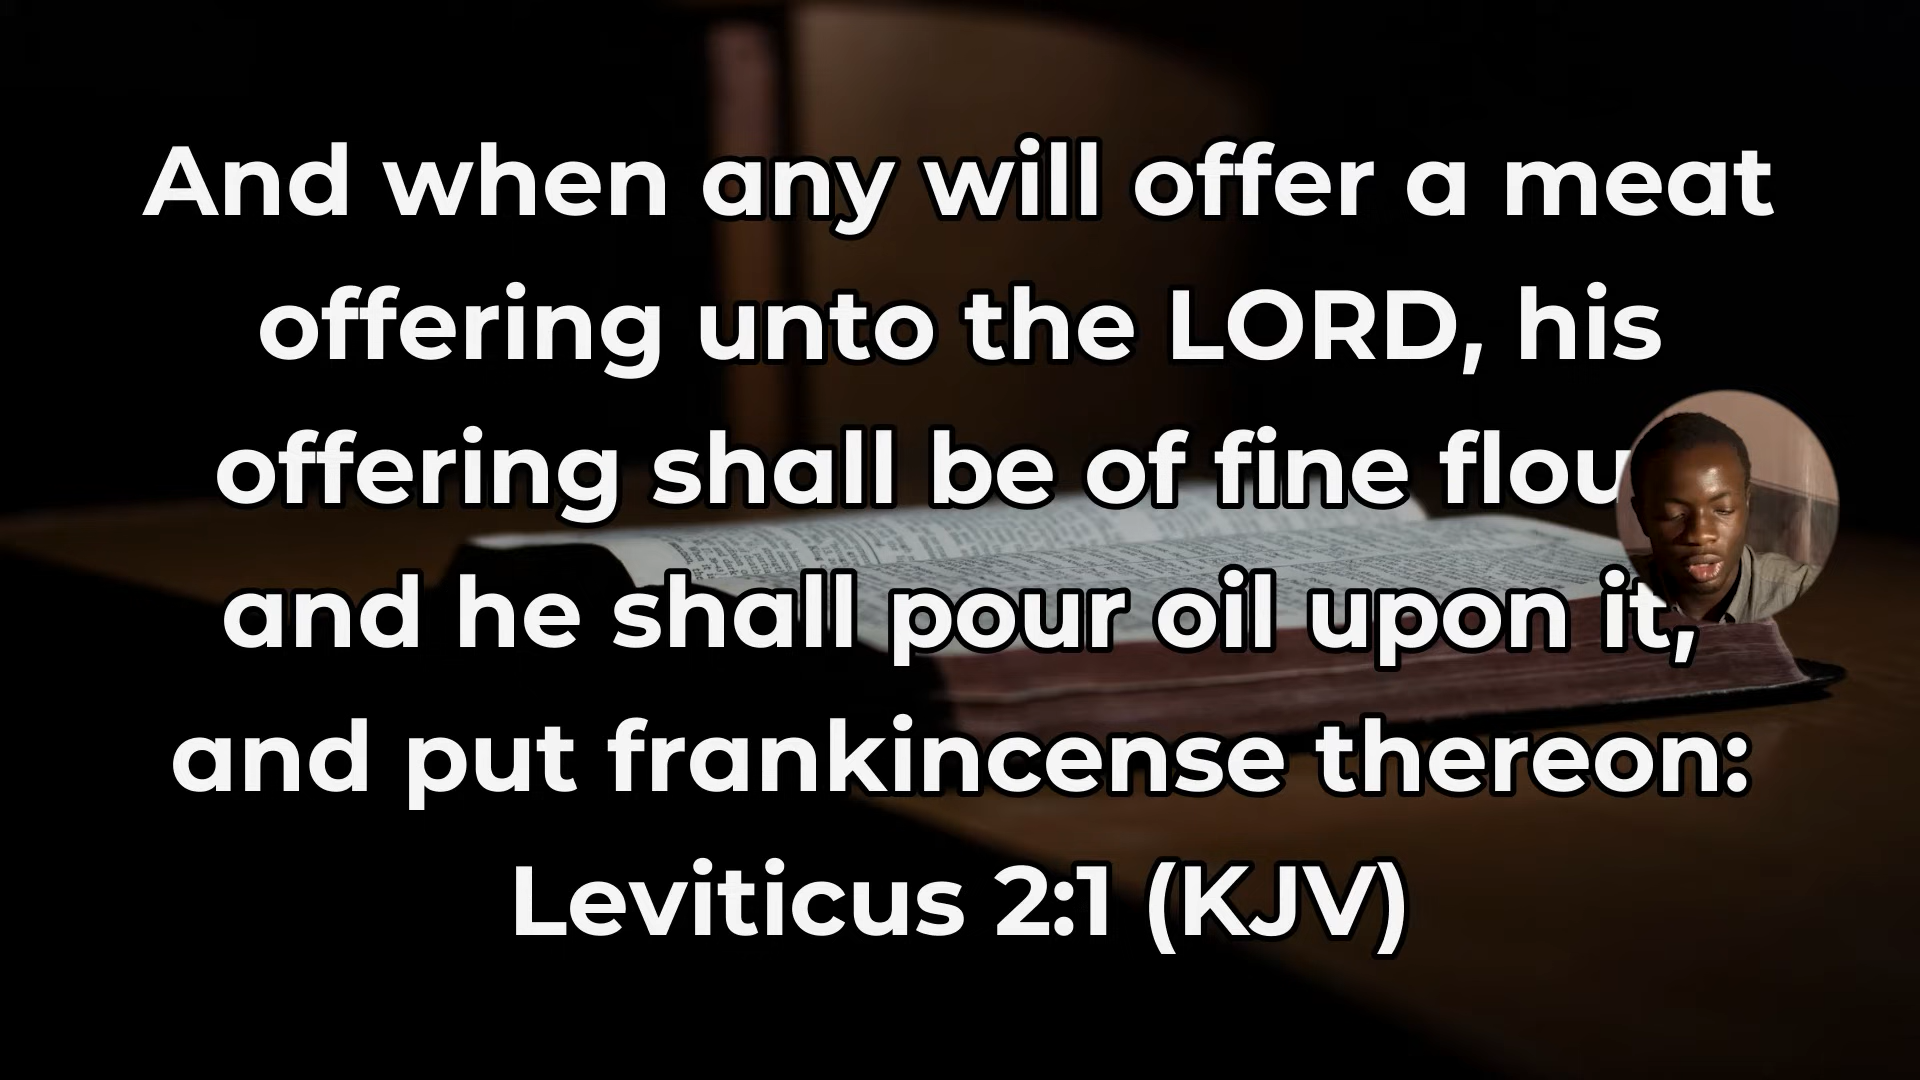 And when any will offer a meat
offering unto the LORD, his
offering shall be of fine
and he shall pour oil upon it,
and put frankincense thereon:
Leviticus 2:1 (KJV)